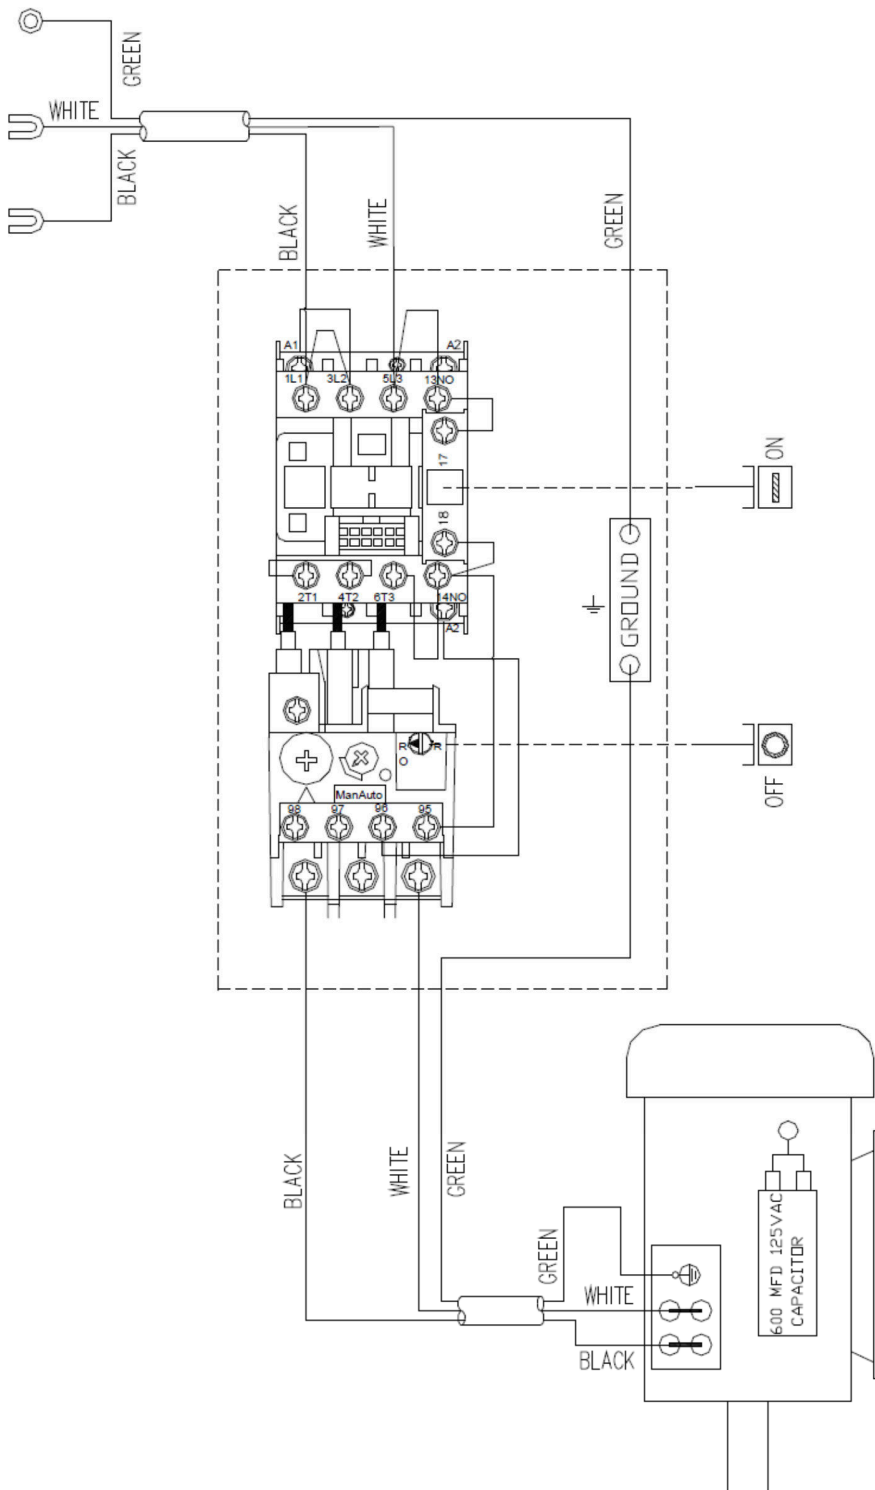 GREEN
WHITE
BLACK
BLACK
WHITE
GREEN
A1
A2
1L1
3L2
5L3
13NO
17
ON
18
2T1
4T2
6T3
14NO
A2
GROUND
R
R
O
OFF
ManAuto
98
97
96
95
BLACK
WHITE
GREEN
GREEN
WHITE
BLACK
600 MFD 125VAC
CAPACITOR